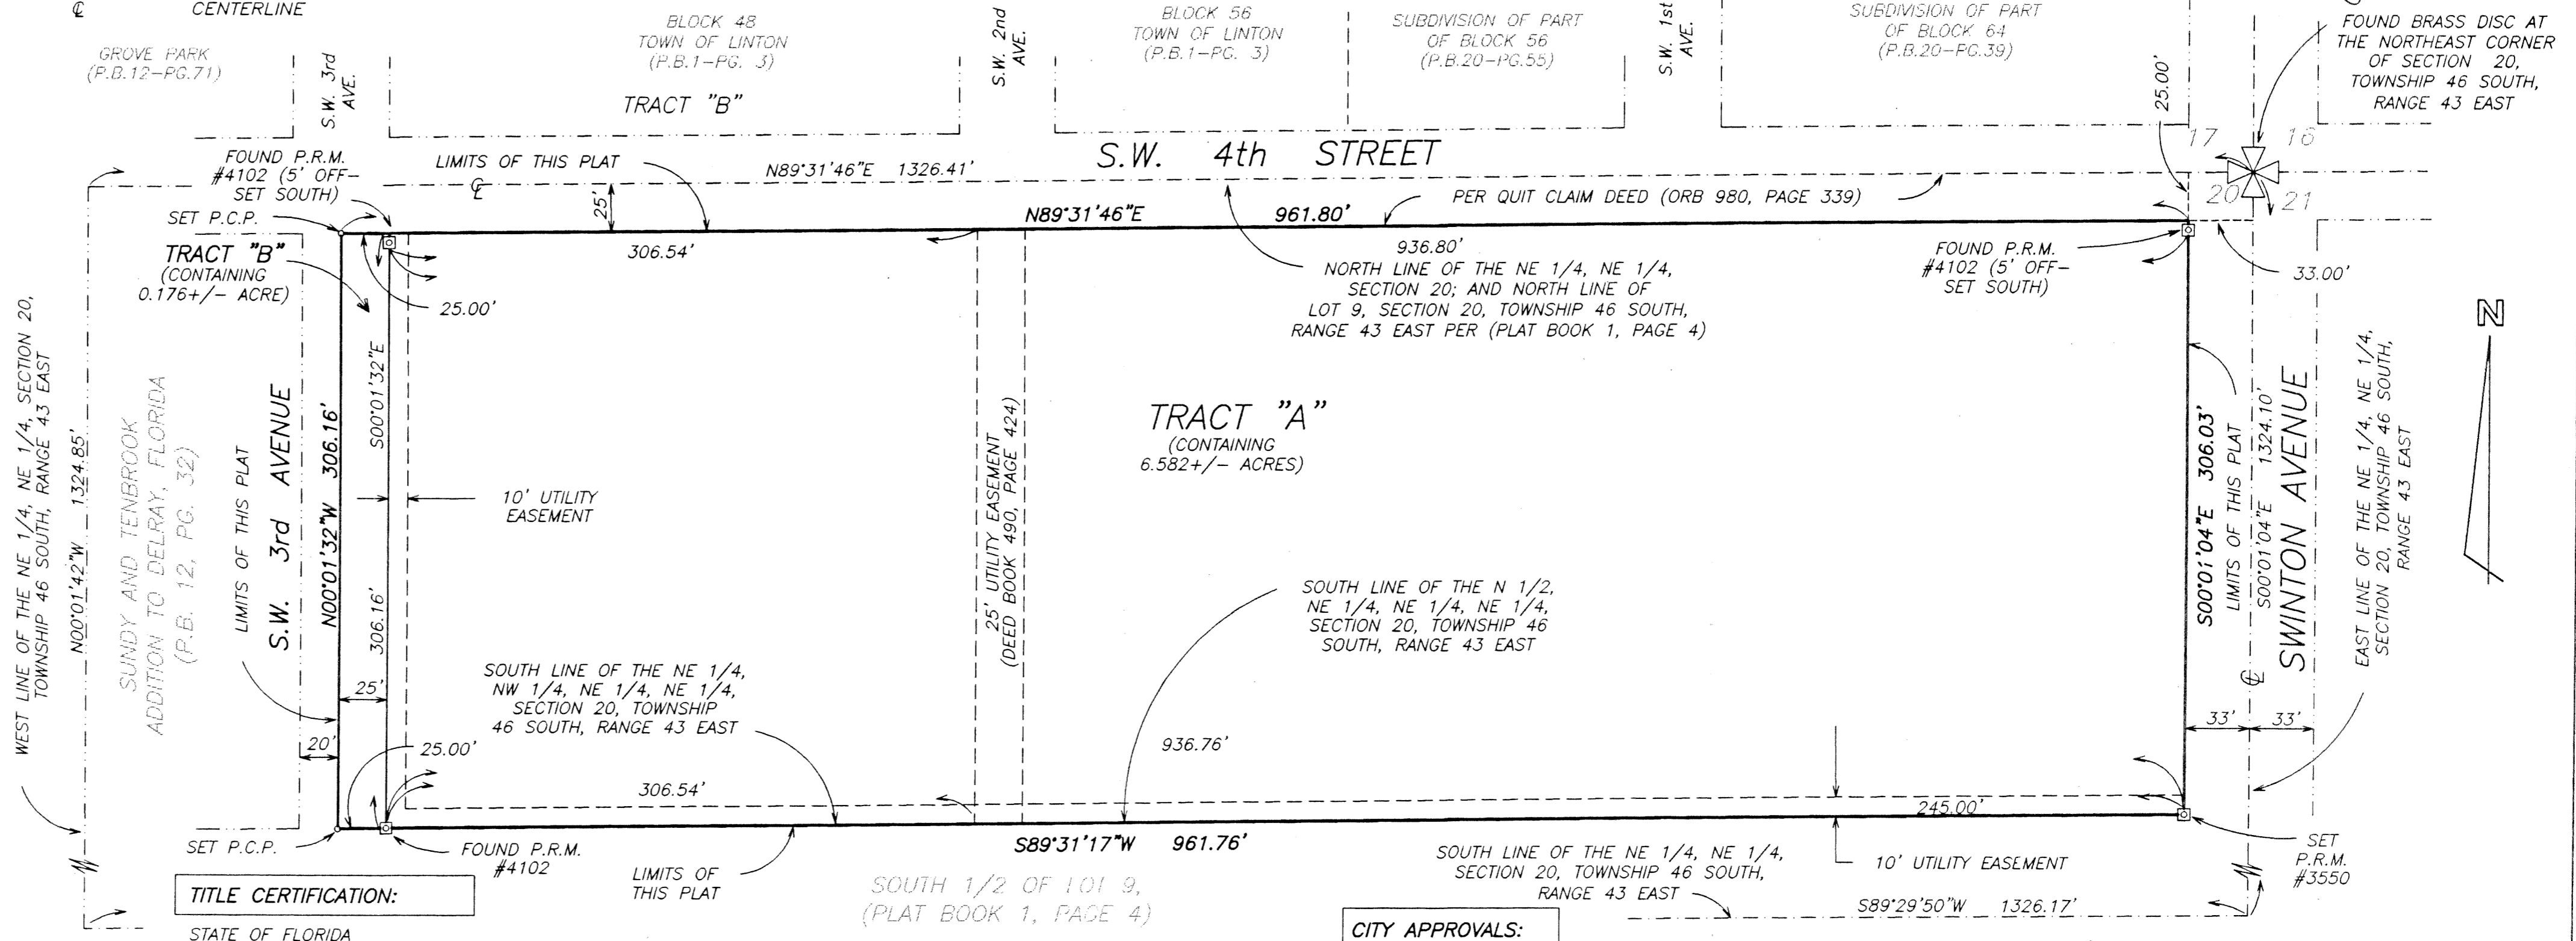 ℄ CENTERLINE
GROVE PARK
(P.B.12-PG.71)
S.W. 3rd
AVE.
BLOCK 48
TOWN OF LINTON
(P.B.1-PG. 3)
TRACT "B"
S.W. 2nd
AVE.
BLOCK 56
TOWN OF LINTON
(P.B.1-PG. 3)
SUBDIVISION OF PART
OF BLOCK 56
(P.B.20-PG.55)
S.W. 1st
AVE.
SUBDIVISION OF PART
OF BLOCK 64
(P.B.20-PG.39)
25.00'
FOUND BRASS DISC AT
THE NORTHEAST CORNER
OF SECTION 20,
TOWNSHIP 46 SOUTH,
RANGE 43 EAST
17 16
20 21
FOUND P.R.M.
#4102 (5' OFF-
SET SOUTH)
LIMITS OF THIS PLAT
℄
N89°31'46"E 1326.41'
S.W. 4th STREET
25'
PER QUIT CLAIM DEED (ORB 980, PAGE 339)
SET P.C.P.
N89°31'46"E 961.80'
306.54'
936.80'
TRACT "B"
(CONTAINING
0.176+/- ACRE)
25.00'
NORTH LINE OF THE NE 1/4, NE 1/4,
SECTION 20; AND NORTH LINE OF
LOT 9, SECTION 20, TOWNSHIP 46 SOUTH,
RANGE 43 EAST PER (PLAT BOOK 1, PAGE 4)
FOUND P.R.M.
#4102 (5' OFF-
SET SOUTH)
33.00'
N
WEST LINE OF THE NE 1/4, NE 1/4, SECTION 20,
TOWNSHIP 46 SOUTH, RANGE 43 EAST
N00°01'42"W 1324.85'
SUNDY AND TENBROOK
ADDITION TO DELRAY, FLORIDA
(P.B. 12, PG. 32)
LIMITS OF THIS PLAT
S.W. 3rd AVENUE
N00°01'32"W 306.16'
S00°01'32"E
306.16'
10' UTILITY
EASEMENT
25' UTILITY EASEMENT
(DEED BOOK 490, PAGE 424)
TRACT "A"
(CONTAINING
6.582+/- ACRES)
S00°01'04"E 306.03'
LIMITS OF THIS PLAT
S00°01'04"E 1324.10'
℄
SWINTON AVENUE
EAST LINE OF THE NE 1/4, NE 1/4,
SECTION 20, TOWNSHIP 46 SOUTH,
RANGE 43 EAST
SOUTH LINE OF THE N 1/2,
NE 1/4, NE 1/4, NE 1/4,
SECTION 20, TOWNSHIP 46
SOUTH, RANGE 43 EAST
SOUTH LINE OF THE NE 1/4,
NW 1/4, NE 1/4, NE 1/4,
SECTION 20, TOWNSHIP
46 SOUTH, RANGE 43 EAST
25'
20'
25.00'
936.76'
33' 33'
306.54'
245.00'
SET P.C.P.
FOUND P.R.M.
#4102
LIMITS OF
THIS PLAT
S89°31'17"W 961.76'
SOUTH LINE OF THE NE 1/4, NE 1/4,
SECTION 20, TOWNSHIP 46 SOUTH,
RANGE 43 EAST
10' UTILITY EASEMENT
SET
P.R.M.
#3550
SOUTH 1/2 OF LOT 9,
(PLAT BOOK 1, PAGE 4)
S89°29'50"W 1326.17'
TITLE CERTIFICATION:
STATE OF FLORIDA
CITY APPROVALS: